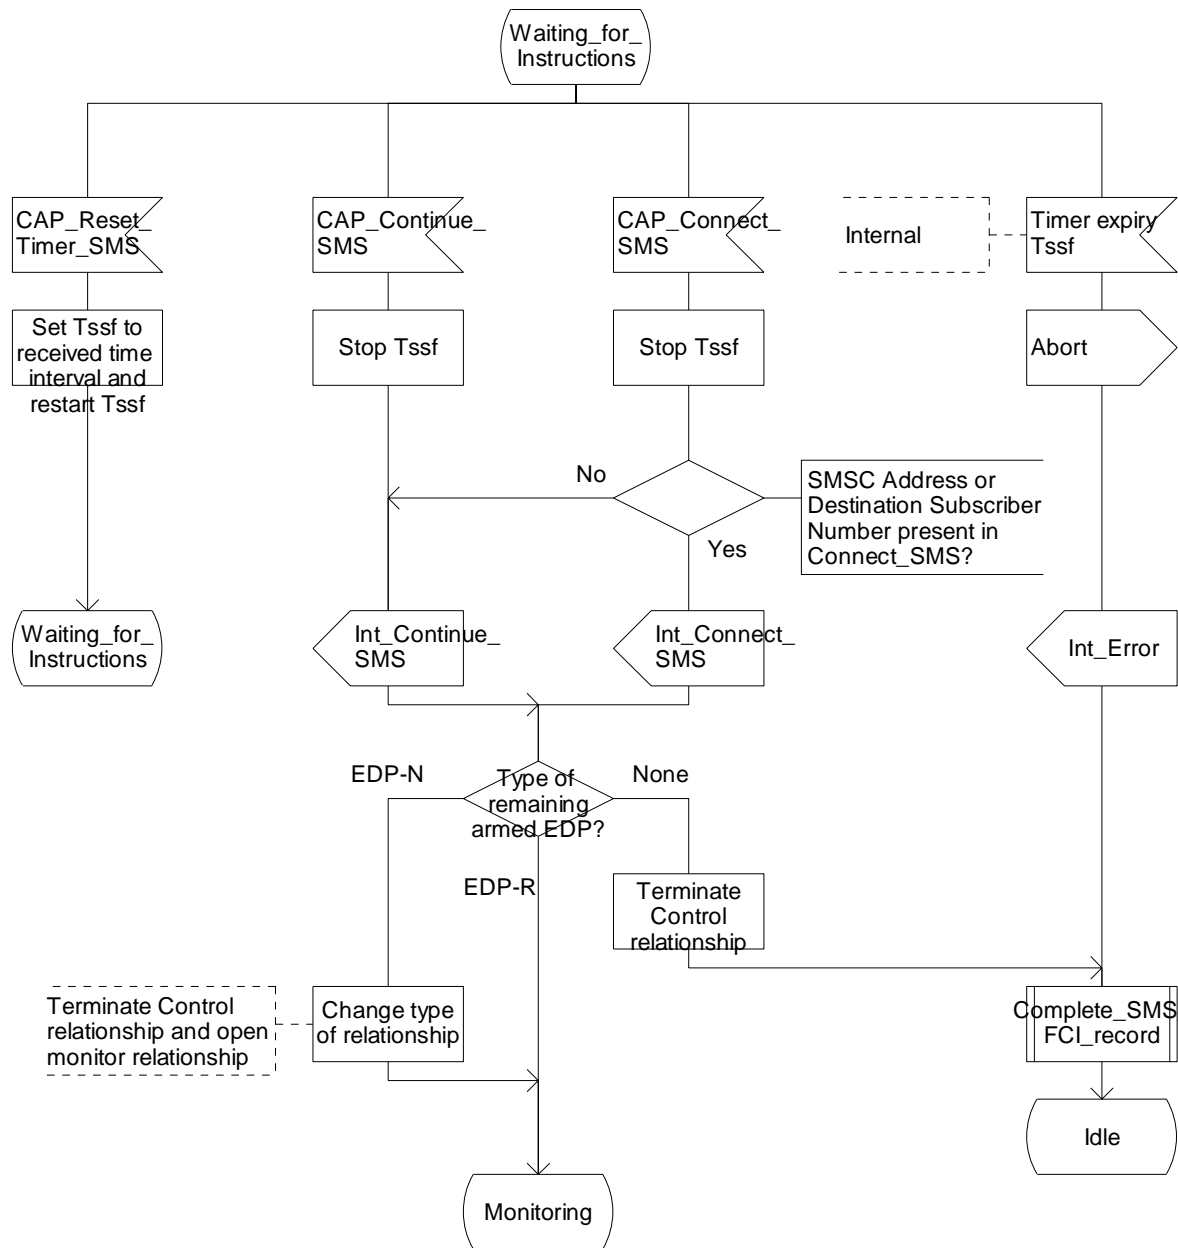 Waiting_for_
Instructions
CAP_Reset_
Timer_SMS
CAP_Continue_
SMS
CAP_Connect_
SMS
Internal
Timer expiry
Tssf
Set Tssf to
received time
interval and
restart Tssf
Stop Tssf
Stop Tssf
Abort
No
Yes
SMSC Address or
Destination Subscriber
Number present in
Connect_SMS?
Waiting_for_
Instructions
Int_Continue_
SMS
Int_Connect_
SMS
Int_Error
EDP-N
Type of
remaining
armed EDP?
None
EDP-R
Terminate
Control
relationship
Terminate Control
relationship and open
monitor relationship
Change type
of relationship
Complete_SMS
FCI_record
Idle
Monitoring